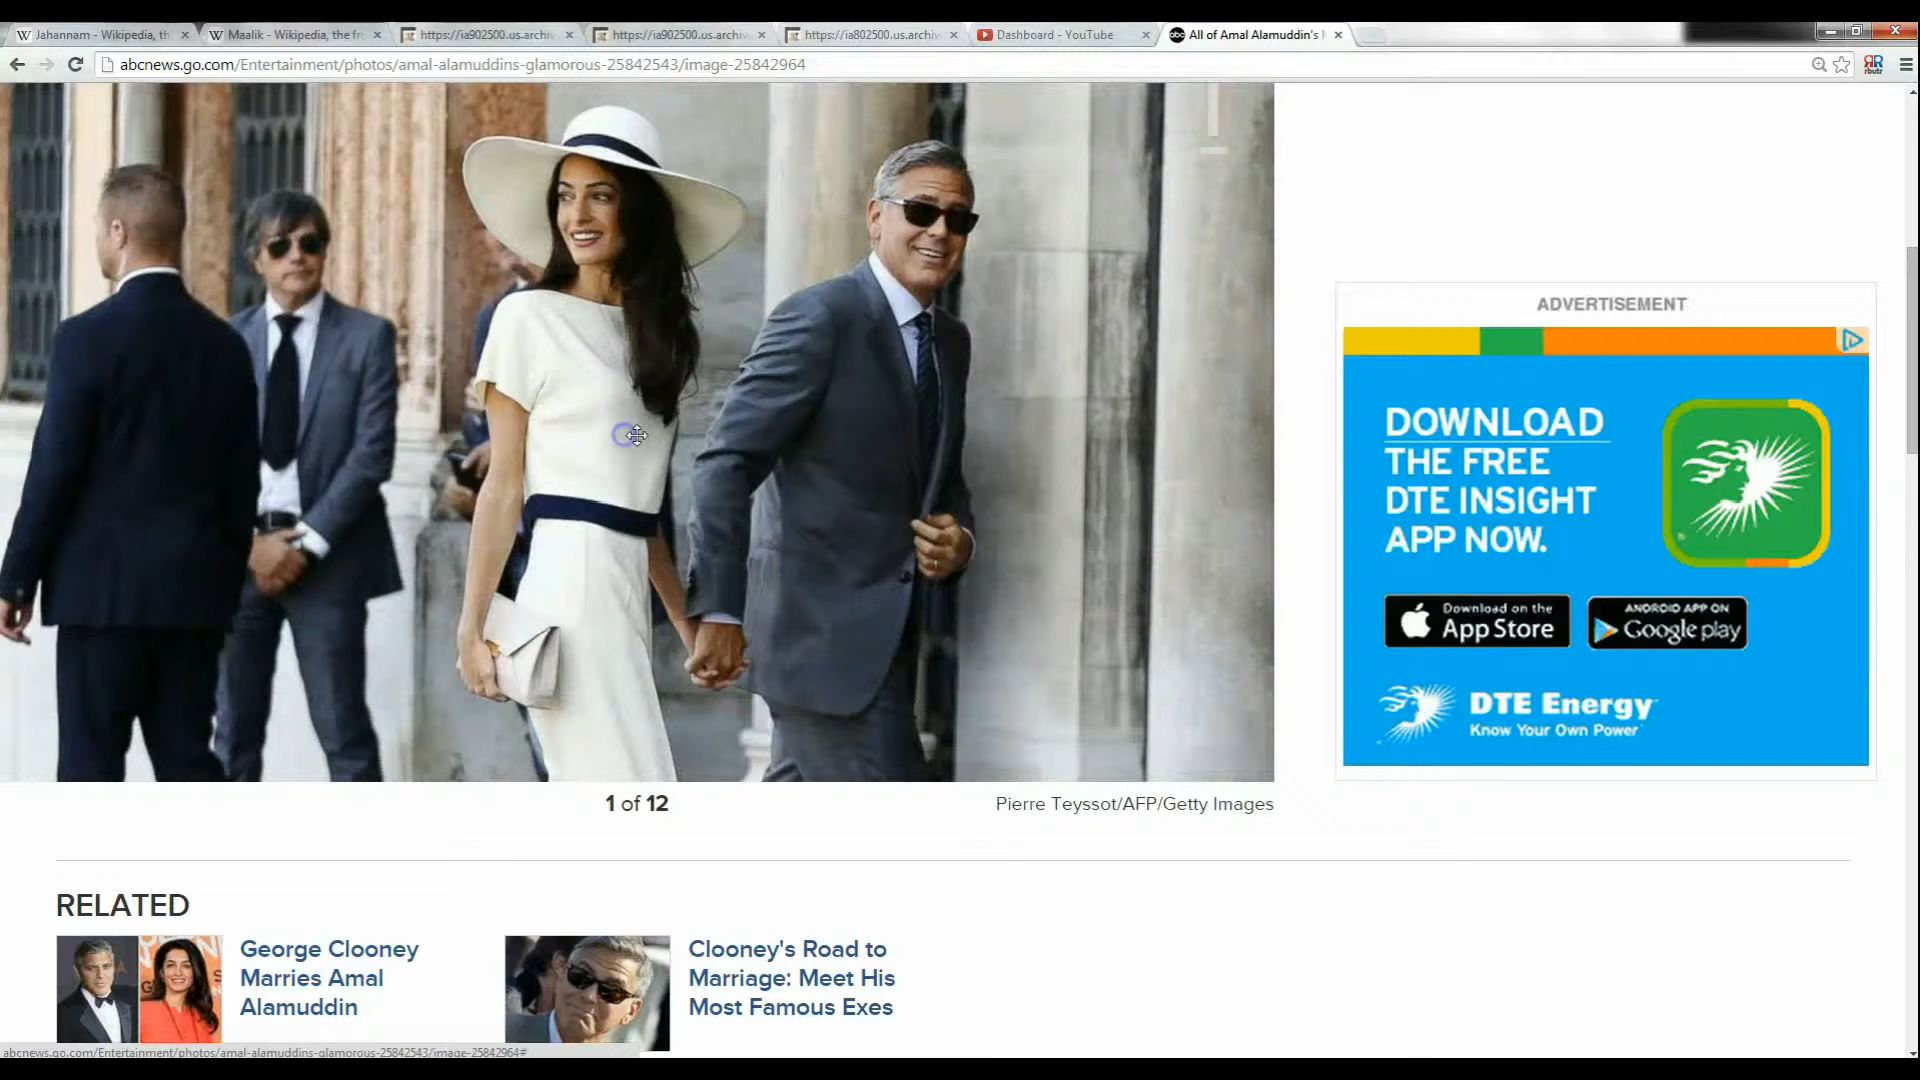 Jahannam - Wikipedia, th
Maalik - Wikipedia, the fr
https://ia902500.us.archiv
https://ia902500.us.archiv
https://ia802500.us.archiv
Dashboard - YouTube
abc
All of Amal Alamuddin's
abcnews.go.com/Entertainment/photos/amal-alamuddins-glamorous-25842543/image-25842964
rbutr
ADVERTISEMENT
DOWNLOAD
THE FREE
DTE INSIGHT
APP NOW.
Download on the
App Store
ANDROID APP ON
Google play
DTE Energy
Know Your Own Power
1 of 12
Pierre Teyssot/AFP/Getty Images
RELATED
George Clooney
Marries Amal
Alamuddin
Clooney's Road to
Marriage: Meet His
Most Famous Exes
abcnews.go.com/Entertainment/photos/amal-alamuddins-glamorous-25842543/image-25842964#